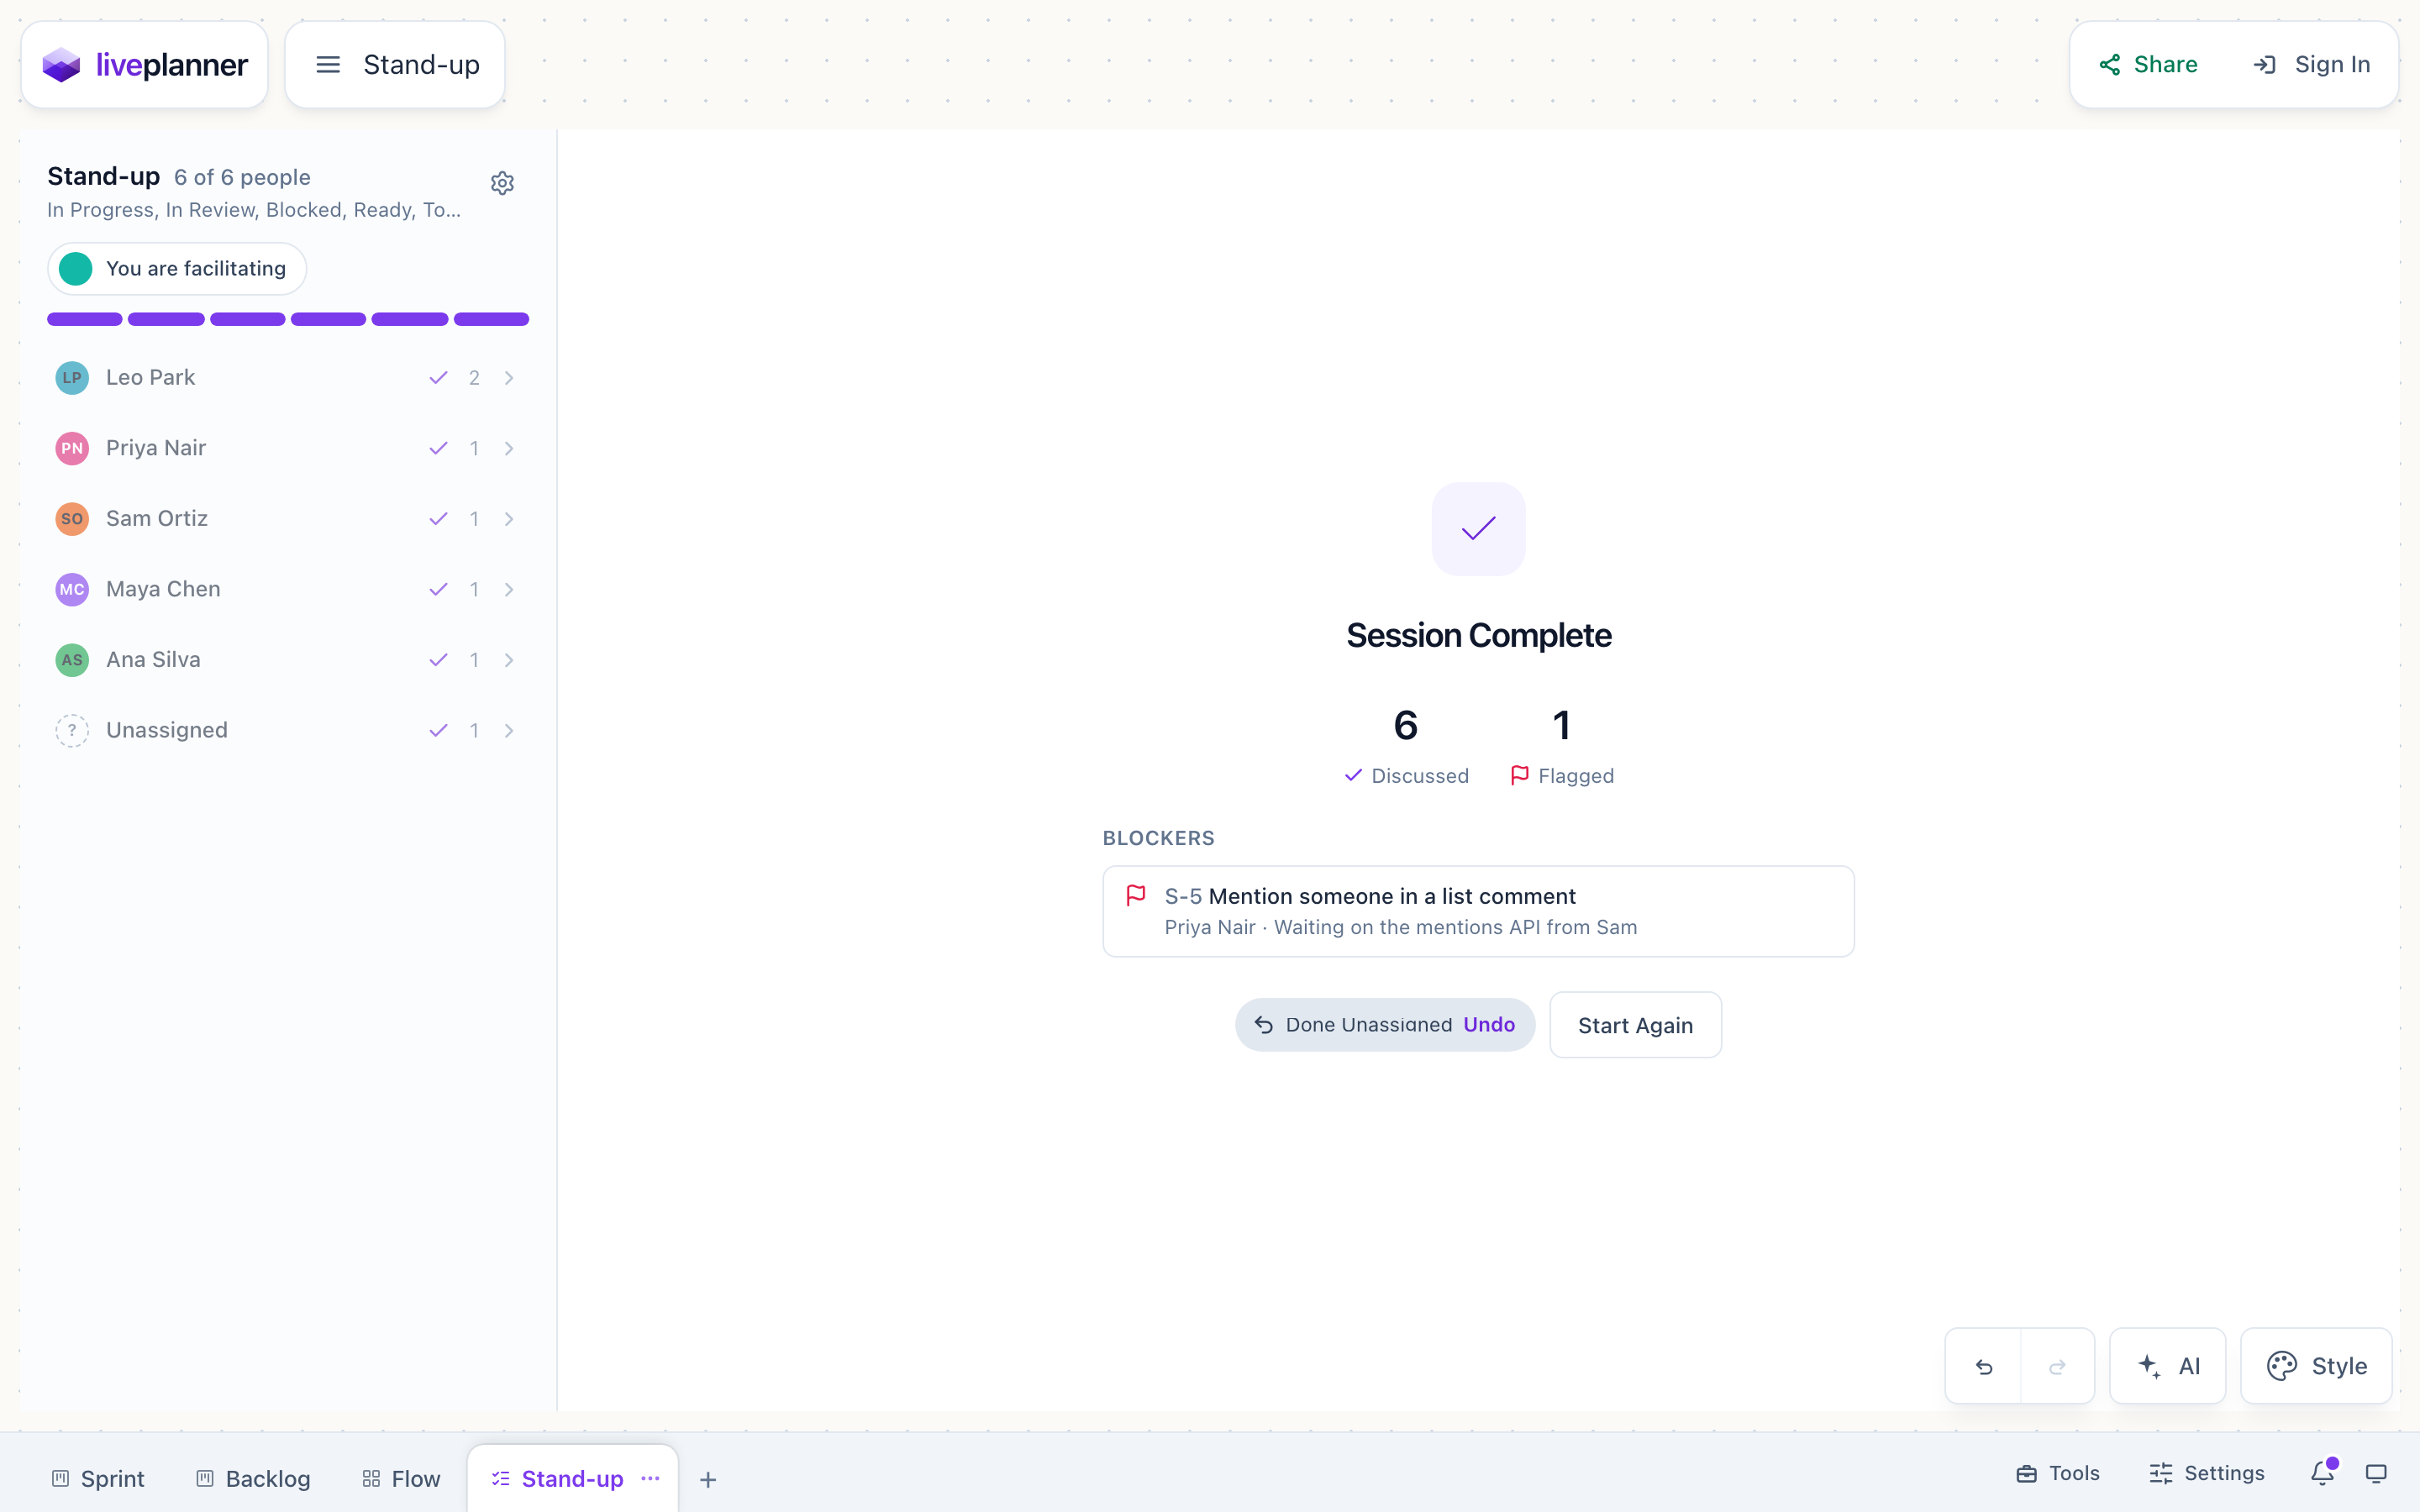 liveplanner
Stand-up
Share
Sign In
Stand-up 6 of 6 people
In Progress, In Review, Blocked, Ready, To...
You are facilitating
LP Leo Park 2
PN Priya Nair 1
SO Sam Ortiz 1
MC Maya Chen 1
AS Ana Silva 1
? Unassigned 1
Session Complete
6 1
Discussed Flagged
BLOCKERS
S-5 Mention someone in a list comment
Priya Nair · Waiting on the mentions API from Sam
Done Unassigned Undo
Start Again
AI
Style
Sprint
Backlog
Flow
Stand-up
Tools
Settings